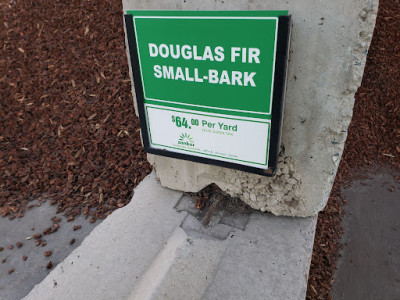 DOUGLAS FIR
SMALL-BARK
$64.00 Per Yard